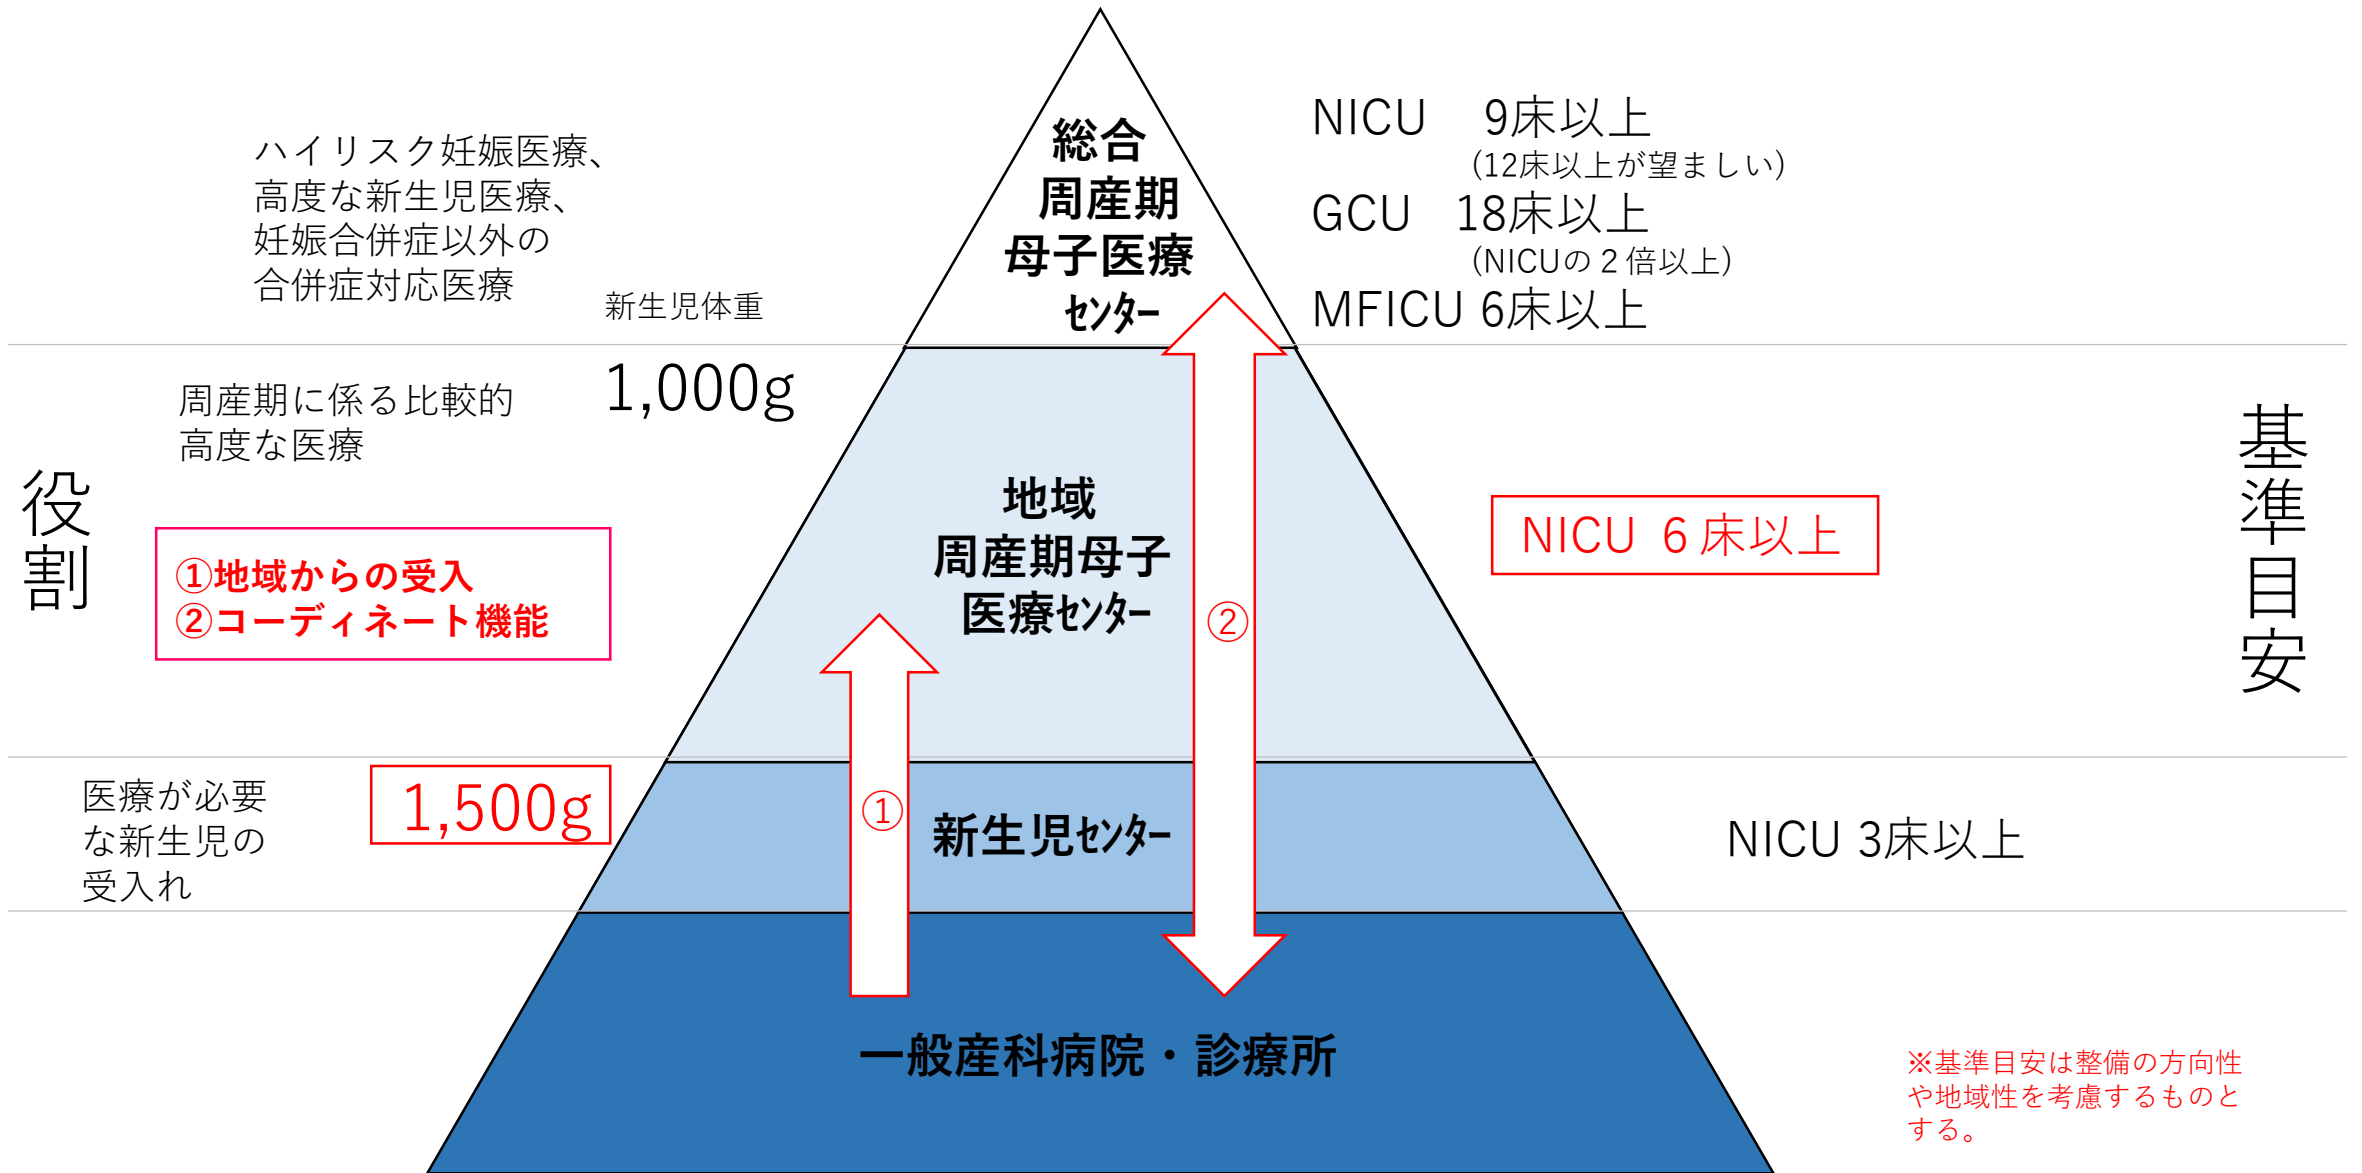 ハイリスク妊娠医療、
高度な新生児医療、
妊娠合併症以外の
合併症対応医療
新生児体重
総合
周産期
母子医療
ｾﾝﾀｰ
NICU 9床以上
(12床以上が望ましい)
GCU 18床以上
(NICUの２倍以上)
MFICU 6床以上
役割
周産期に係る比較的
高度な医療
1,000g
①地域からの受入
②コーディネート機能
地域
周産期母子
医療ｾﾝﾀｰ
②
NICU ６床以上
基準目安
医療が必要
な新生児の
受入れ
1,500g
①
新生児ｾﾝﾀｰ
NICU 3床以上
一般産科病院・診療所
※基準目安は整備の方向性
や地域性を考慮するものと
する。